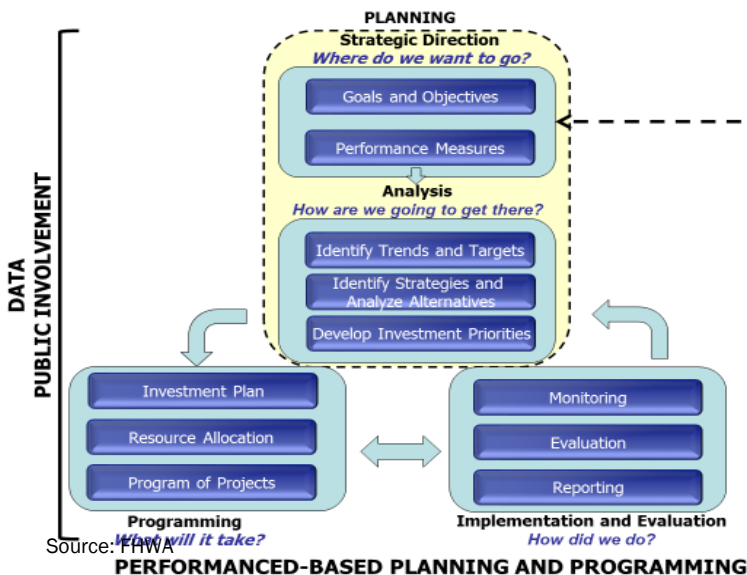 PLANNING
Strategic Direction
Where do we want to go?
Goals and Objectives
Performance Measures
Analysis
How are we going to get there?
Identify Trends and Targets
Identify Strategies and
Analyze Alternatives
Develop Investment Priorities
DATA
PUBLIC INVOLVEMENT
Investment Plan
Resource Allocation
Program of Projects
Programming
What will it take?
Monitoring
Evaluation
Reporting
Implementation and Evaluation
How did we do?
Source: FHWA
PERFORMANCED-BASED PLANNING AND PROGRAMMING